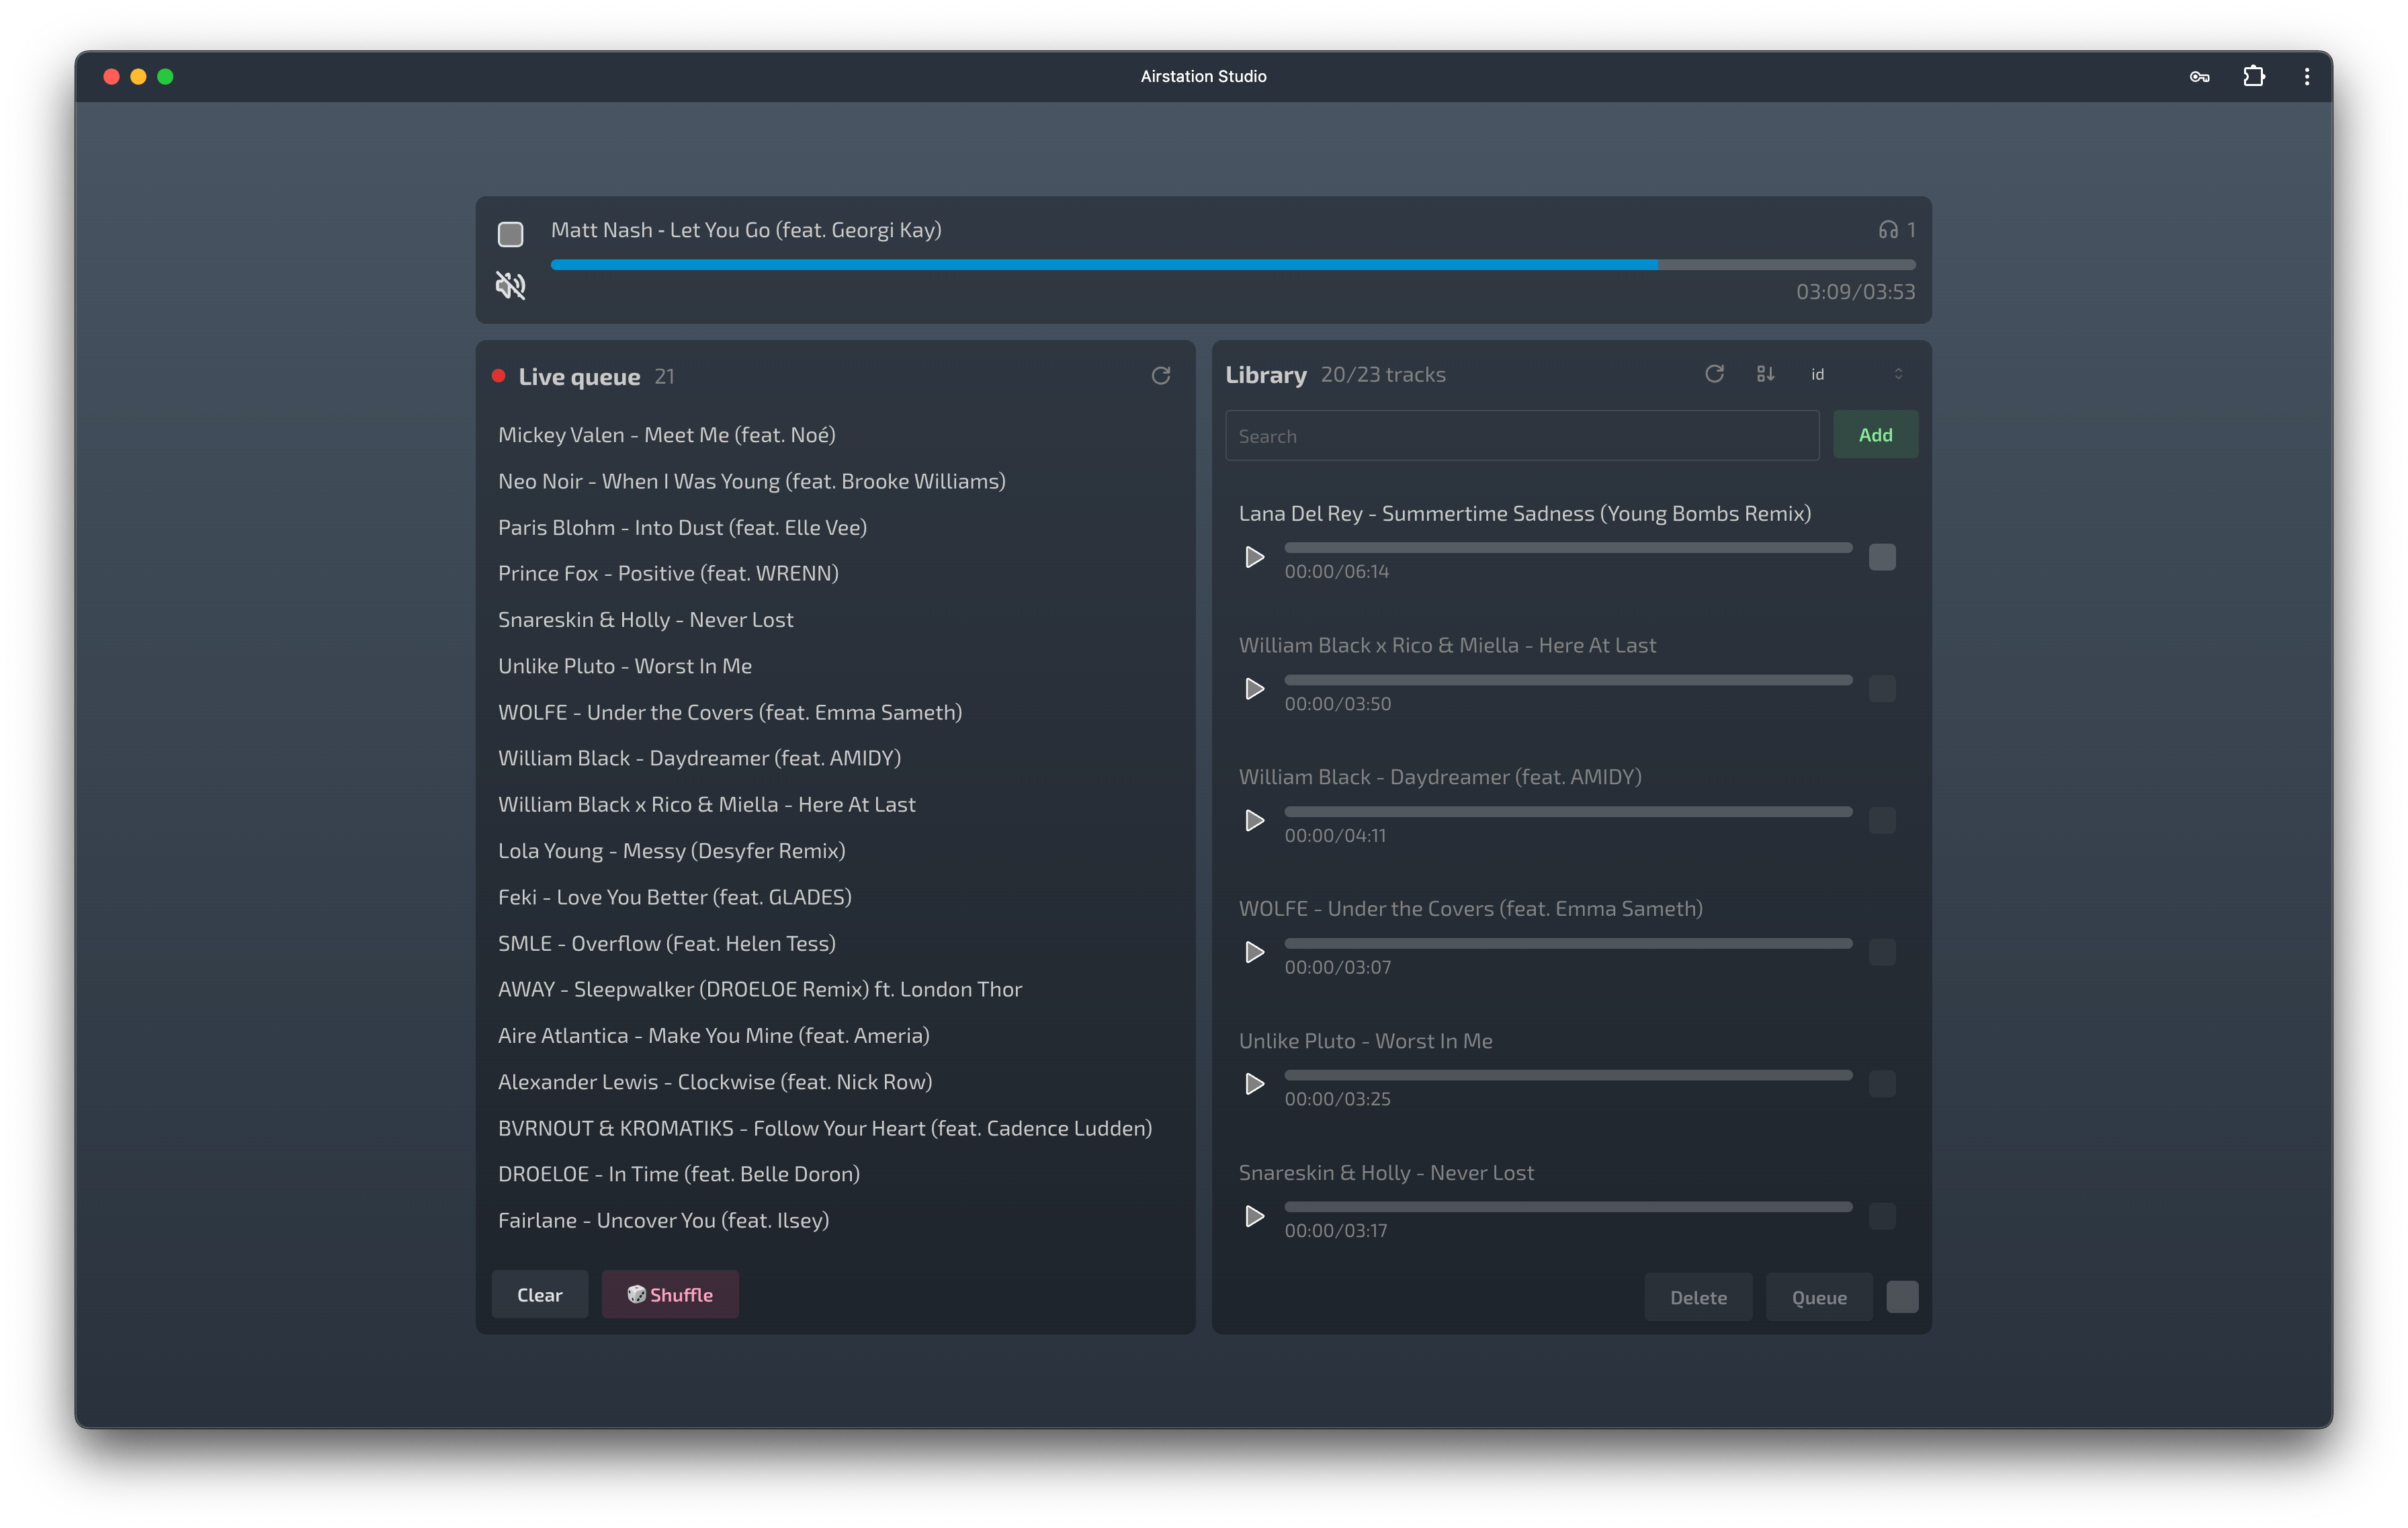 Airstation Studio
Matt Nash - Let You Go (feat. Georgi Kay)
1
03:09/03:53
Live queue 21
Mickey Valen - Meet Me (feat. Noé)
Neo Noir - When I Was Young (feat. Brooke Williams)
Paris Blohm - Into Dust (feat. Elle Vee)
Prince Fox - Positive (feat. WRENN)
Snareskin & Holly - Never Lost
Unlike Pluto - Worst In Me
WOLFE - Under the Covers (feat. Emma Sameth)
William Black - Daydreamer (feat. AMIDY)
William Black x Rico & Miella - Here At Last
Lola Young - Messy (Desyfer Remix)
Feki - Love You Better (feat. GLADES)
SMLE - Overflow (Feat. Helen Tess)
AWAY - Sleepwalker (DROELOE Remix) ft. London Thor
Aire Atlantica - Make You Mine (feat. Ameria)
Alexander Lewis - Clockwise (feat. Nick Row)
BVRNOUT & KROMATIKS - Follow Your Heart (feat. Cadence Ludden)
DROELOE - In Time (feat. Belle Doron)
Fairlane - Uncover You (feat. Ilsey)
Clear
Shuffle
Library 20/23 tracks
id
Search
Add
Lana Del Rey - Summertime Sadness (Young Bombs Remix)
00:00/06:14
William Black x Rico & Miella - Here At Last
00:00/03:50
William Black - Daydreamer (feat. AMIDY)
00:00/04:11
WOLFE - Under the Covers (feat. Emma Sameth)
00:00/03:07
Unlike Pluto - Worst In Me
00:00/03:25
Snareskin & Holly - Never Lost
00:00/03:17
Delete
Queue